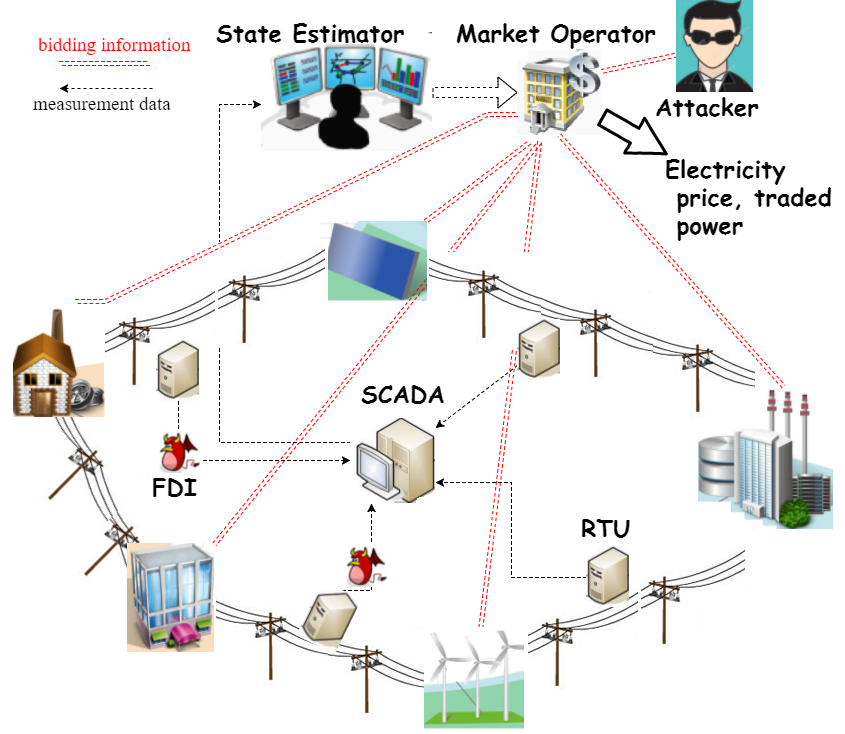 State Estimator
Market Operator
bidding information
measurement data
Attacker
Electricity
price, traded
power
SCADA
FDI
RTU